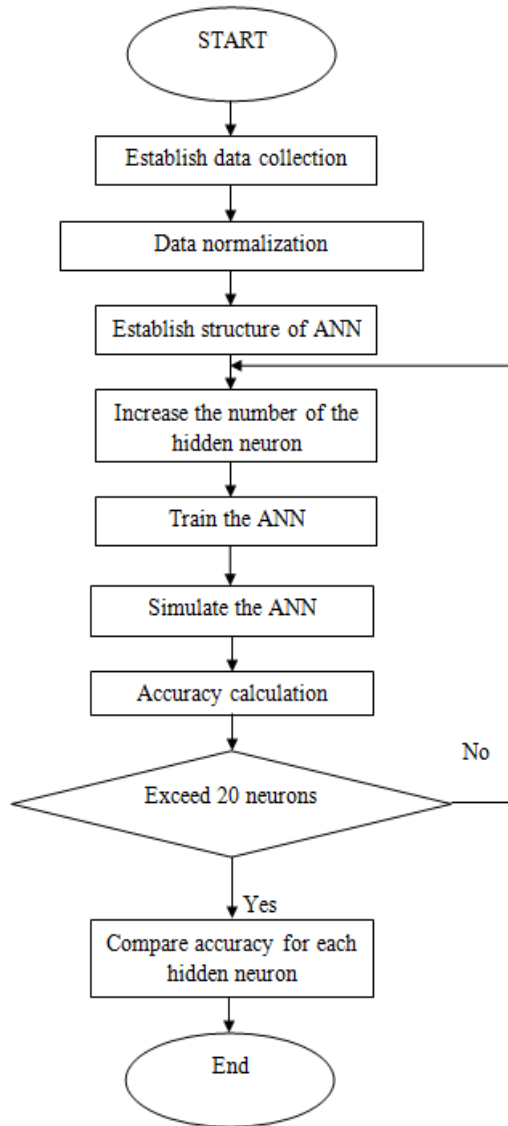 START
Establish data collection
Data normalization
Establish structure of ANN
Increase the number of the
hidden neuron
Train the ANN
Simulate the ANN
Accuracy calculation
No
Exceed 20 neurons
Yes
Compare accuracy for each
hidden neuron
End